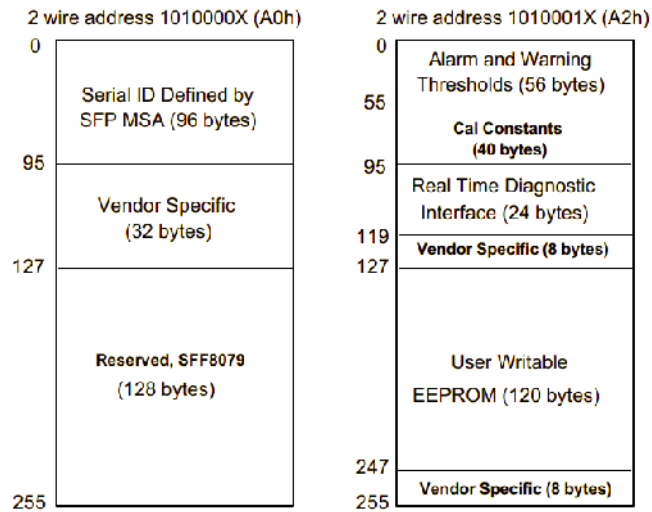 2 wire address 1010000X (A0h)
0
Serial ID Defined by
SFP MSA (96 bytes)
95
Vendor Specific
(32 bytes)
127
Reserved, SFF8079
(128 bytes)
255
2 wire address 1010001X (A2h)
0
Alarm and Warning
Thresholds (56 bytes)
55
Cal Constants
(40 bytes)
95
Real Time Diagnostic
Interface (24 bytes)
119
Vendor Specific (8 bytes)
127
User Writable
EEPROM (120 bytes)
247
Vendor Specific (8 bytes)
255